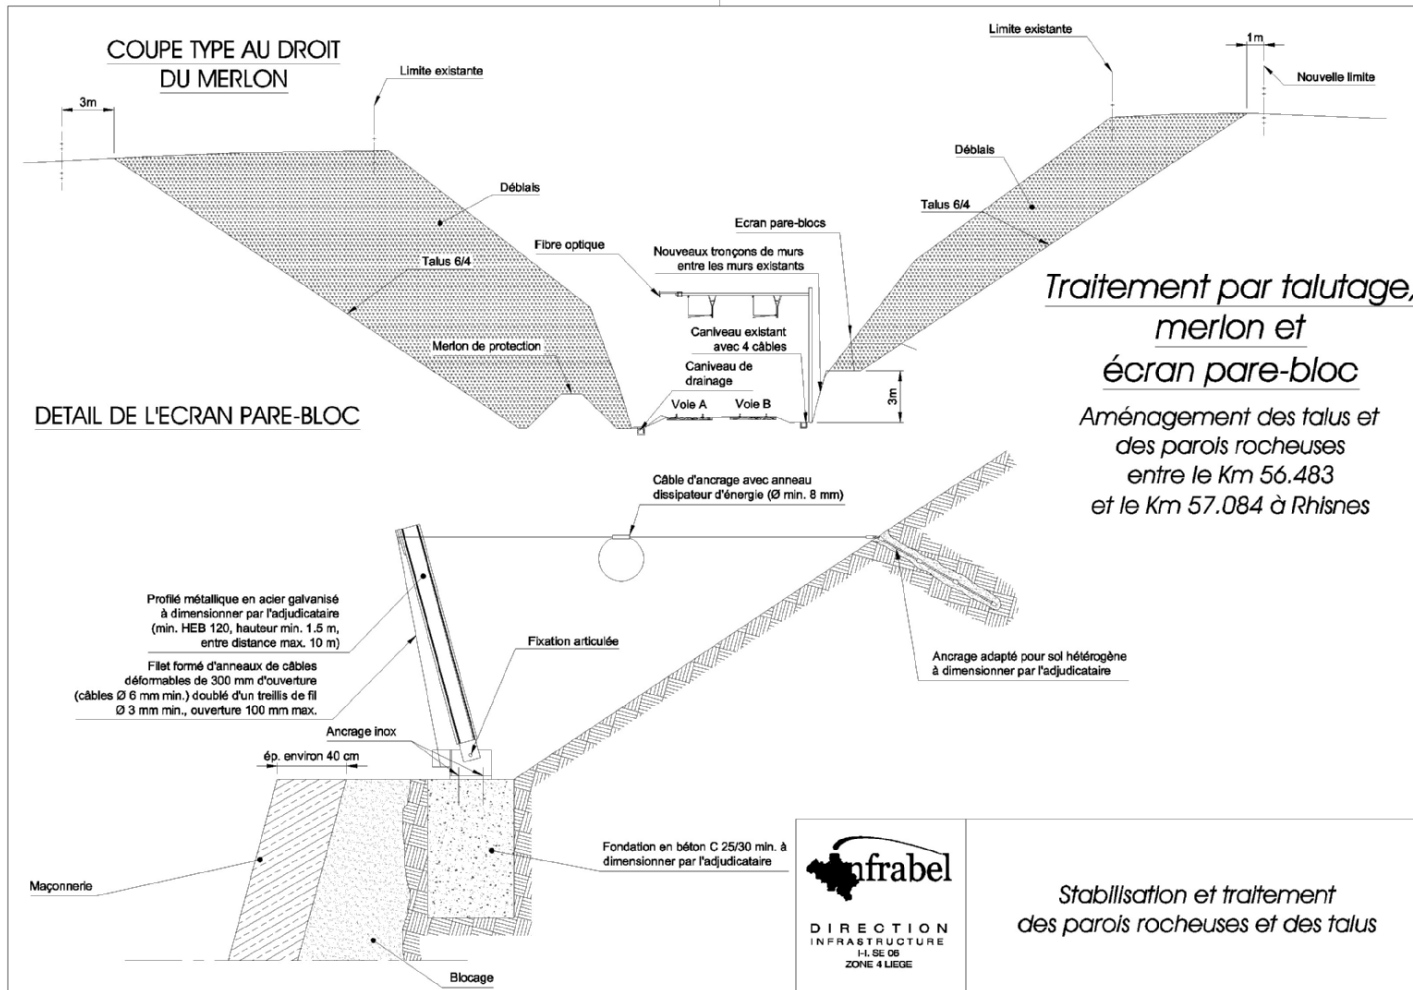 COUPE TYPE AU DROIT
DU MERLON
3m
Limite existante
Déblais
Talus 6/4
Merlon de protection
Fibre optique
Ecran pare-blocs
Nouveaux tronçons de murs
entre les murs existants
Caniveau existant
avec 4 câbles
Caniveau de
drainage
Voie A
Voie B
3m
Limite existante
1m
Nouvelle limite
Déblais
Talus 6/4
Traitement par talutage,
merlon et
écran pare-bloc
Aménagement des talus et
des parois rocheuses
entre le Km 56.483
et le Km 57.084 à Rhisnes
DETAIL DE L'ECRAN PARE-BLOC
Câble d'ancrage avec anneau
dissipateur d'énergie (Ø min. 8 mm)
Profilé métallique en acier galvanisé
à dimensionner par l'adjudicataire
(min. HEB 120, hauteur min. 1.5 m,
entre distance max. 10 m)
Filet formé d'anneaux de câbles
déformables de 300 mm d'ouverture
(câbles Ø 6 mm min.) doublé d'un treillis de fil
Ø 3 mm min., ouverture 100 mm max.
Fixation articulée
Ancrage adapté pour sol hétérogène
à dimensionner par l'adjudicataire
Ancrage inox
ép. environ 40 cm
Fondation en béton C 25/30 min. à
dimensionner par l'adjudicataire
Maçonnerie
Blocage
infrabel
DIRECTION
INFRASTRUCTURE
I-I. SE 06
ZONE 4 LIEGE
Stabilisation et traitement
des parois rocheuses et des talus